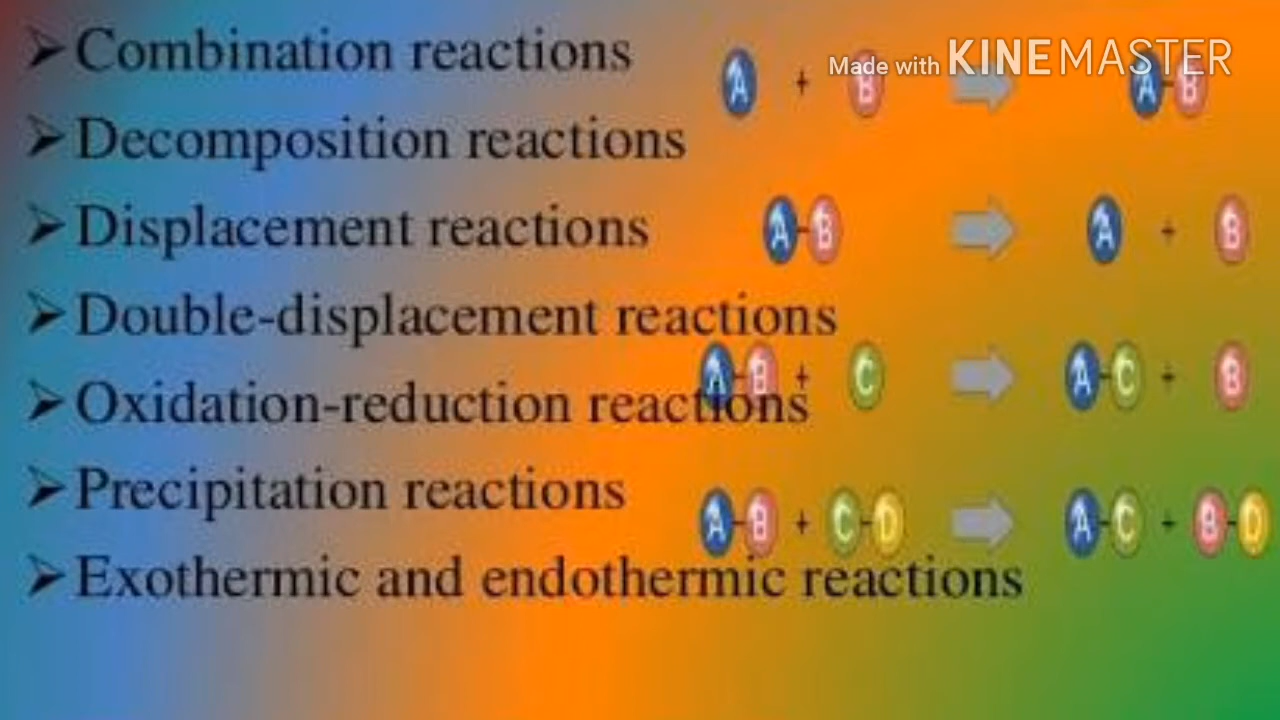 ➢Combination reactions
Made with KINEMASTER
A + B → A-B
➢Decomposition reactions
➢Displacement reactions
A-B → A + B
➢Double-displacement reactions
A-B + C → A-C + B
➢Oxidation-reduction reactions
➢Precipitation reactions
A-B + C-D → A-C + B-D
➢Exothermic and endothermic reactions